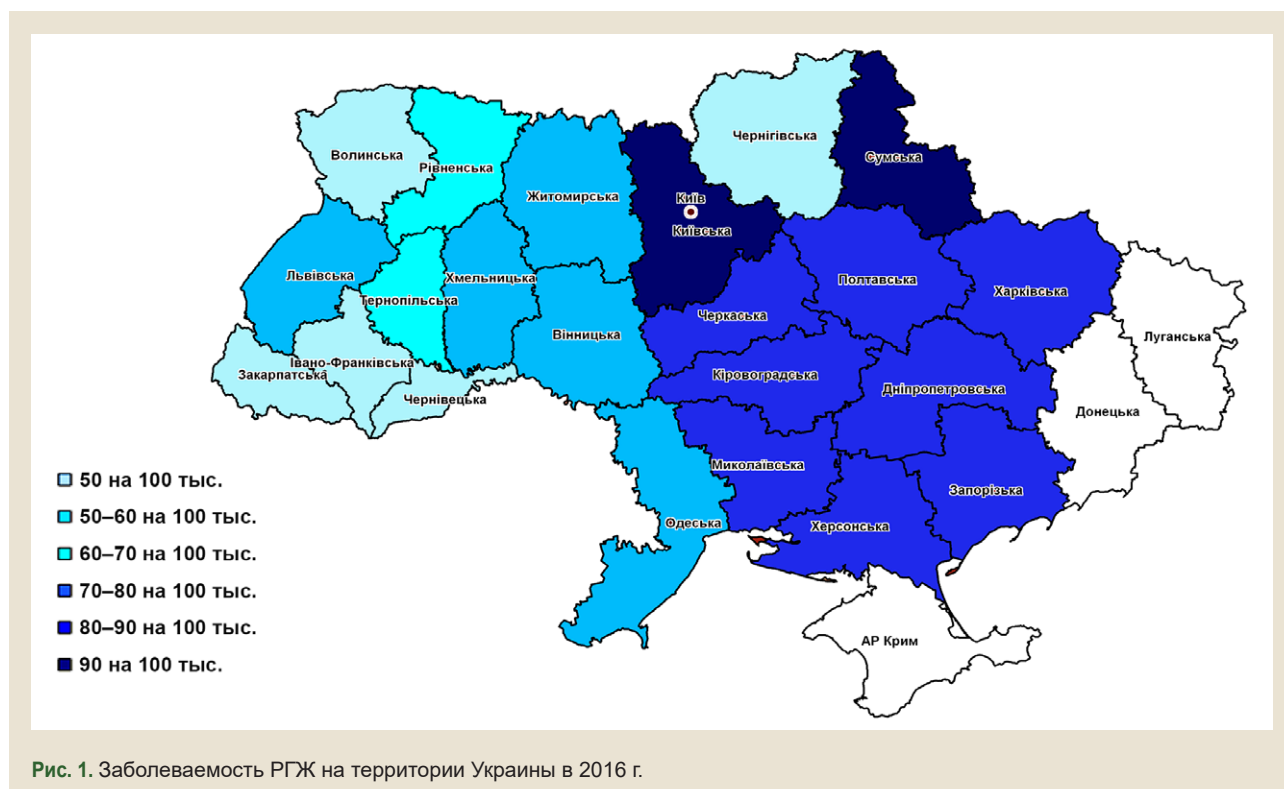 Чернігівська
Волинська
Рівненська
Сумська
Житомирська
Київ
Київська
Львівська
Хмельницька
Тернопільська
Полтавська
Харківська
Черкаська
Вінницька
Луганська
Івано-Франківська
Закарпатська
Чернівецька
Кіровоградська
Дніпропетровська
Донецька
Миколаївська
Запорізька
Одеська
Херсонська
АР Крим
50 на 100 тыс.
50–60 на 100 тыс.
60–70 на 100 тыс.
70–80 на 100 тыс.
80–90 на 100 тыс.
90 на 100 тыс.
Рис. 1. Заболеваемость РГЖ на территории Украины в 2016 г.